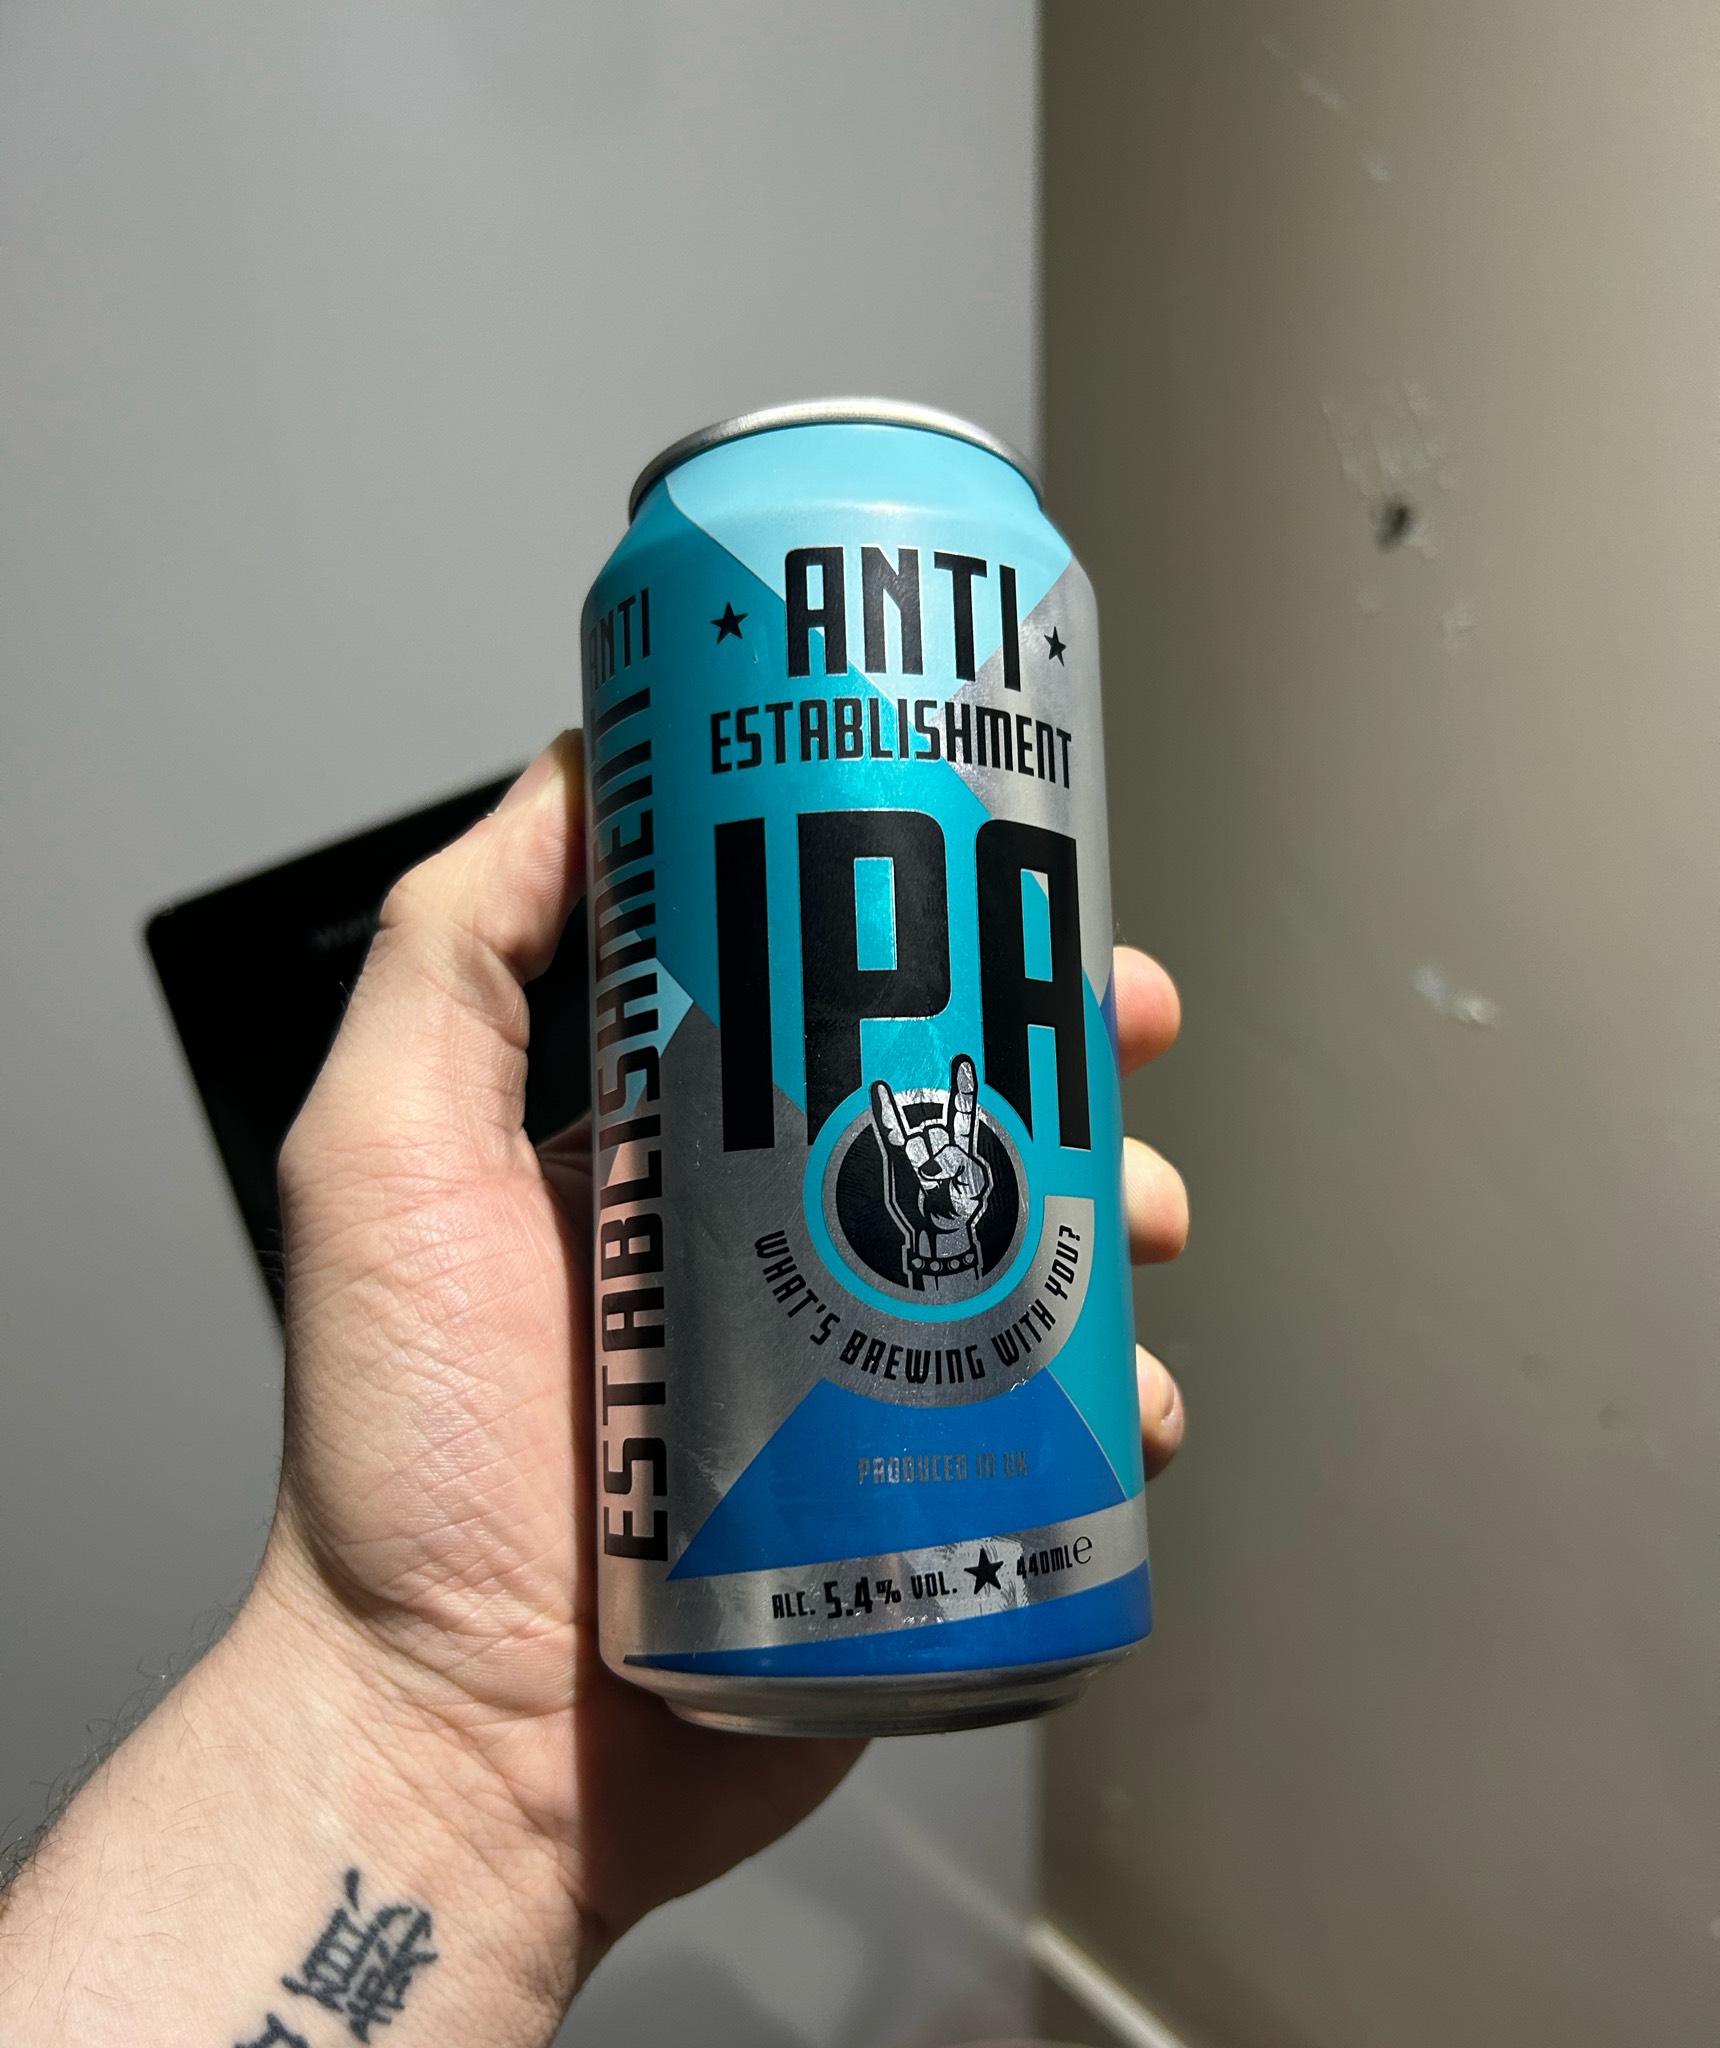 ★ ANTI ★
ESTABLISHMENT
IPA
WHAT'S BREWING WITH YOU?
PRODUCED IN UK
ALC. 5.4% VOL. ★ 440ML℮
ANTI
ESTABLISHMENT